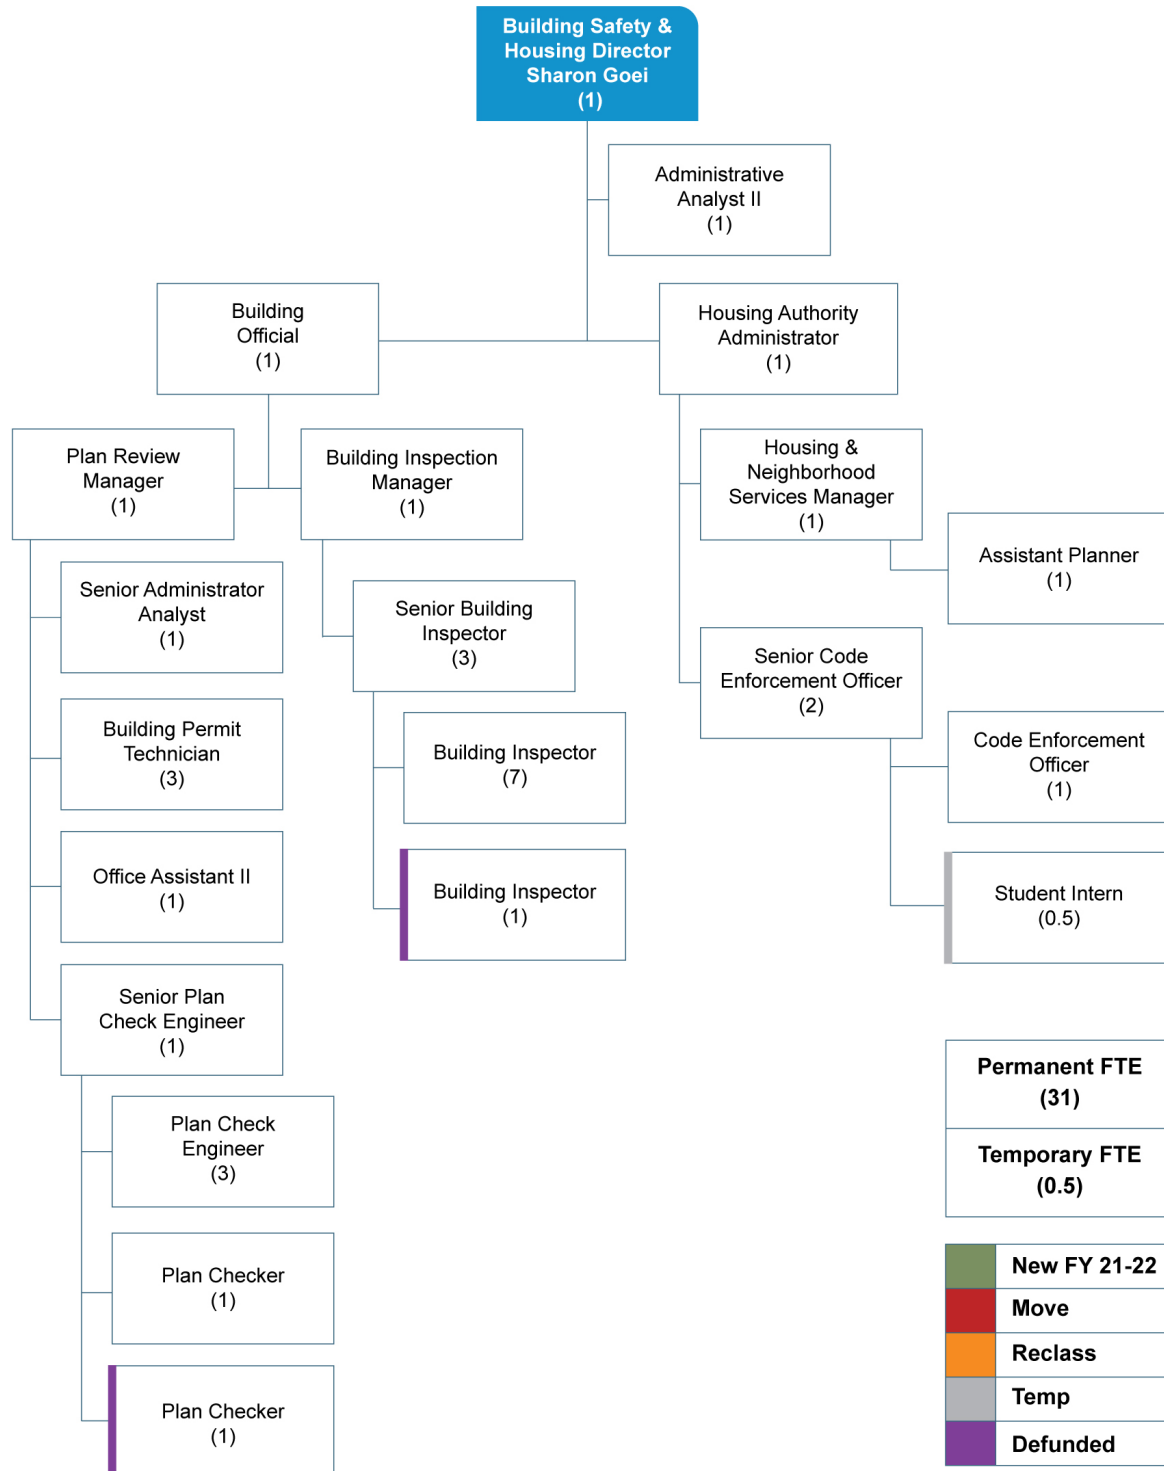 Building Safety &
Housing Director
Sharon Goei
(1)
Administrative
Analyst II
(1)
Building
Official
(1)
Housing Authority
Administrator
(1)
Plan Review
Manager
(1)
Building Inspection
Manager
(1)
Housing &
Neighborhood
Services Manager
(1)
Assistant Planner
(1)
Senior Administrator
Analyst
(1)
Senior Building
Inspector
(3)
Senior Code
Enforcement Officer
(2)
Building Permit
Technician
(3)
Building Inspector
(7)
Code Enforcement
Officer
(1)
Office Assistant II
(1)
Building Inspector
(1)
Student Intern
(0.5)
Senior Plan
Check Engineer
(1)
Plan Check
Engineer
(3)
Plan Checker
(1)
Plan Checker
(1)
Permanent FTE
(31)
Temporary FTE
(0.5)
New FY 21-22
Move
Reclass
Temp
Defunded